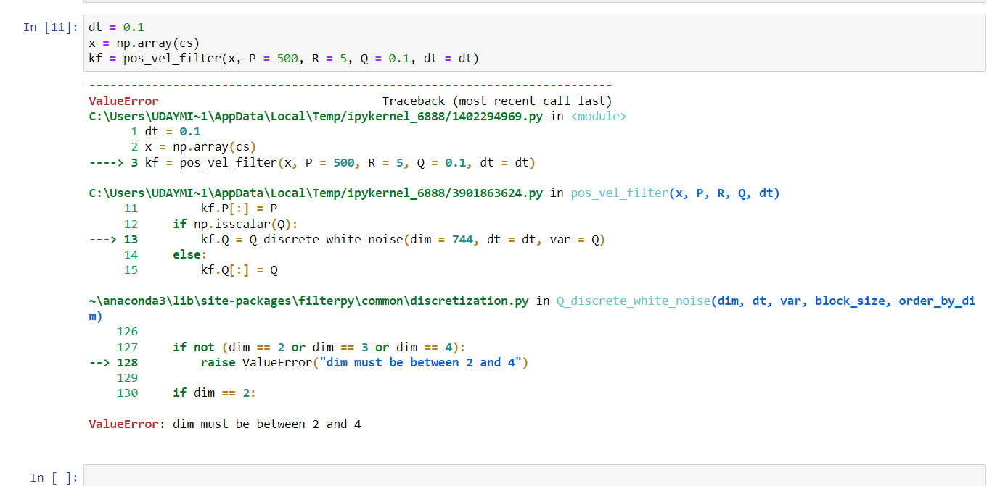 In [11]: dt = 0.1
x = np.array(cs)
kf = pos_vel_filter(x, P = 500, R = 5, Q = 0.1, dt = dt)
---------------------------------------------------------------------------
ValueError                                Traceback (most recent call last)
C:\Users\UDAYMI~1\AppData\Local\Temp/ipykernel_6888/1402294969.py in <module>
      1 dt = 0.1
      2 x = np.array(cs)
----> 3 kf = pos_vel_filter(x, P = 500, R = 5, Q = 0.1, dt = dt)
C:\Users\UDAYMI~1\AppData\Local\Temp/ipykernel_6888/3901863624.py in pos_vel_filter(x, P, R, Q, dt)
     11         kf.P[:] = P
     12     if np.isscalar(Q):
---> 13         kf.Q = Q_discrete_white_noise(dim = 744, dt = dt, var = Q)
     14     else:
     15         kf.Q[:] = Q
~\anaconda3\lib\site-packages\filterpy\common\discretization.py in Q_discrete_white_noise(dim, dt, var, block_size, order_by_di
m)
    126
    127     if not (dim == 2 or dim == 3 or dim == 4):
--> 128         raise ValueError("dim must be between 2 and 4")
    129
    130     if dim == 2:
ValueError: dim must be between 2 and 4
In [ ]: